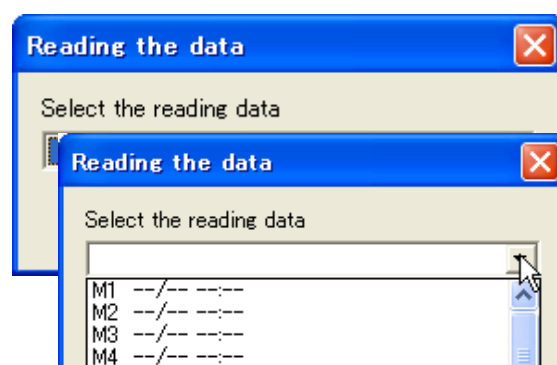 Reading the data
Select the reading data
Reading the data
Select the reading data
M1 --/-- --:--
M2 --/-- --:--
M3 --/-- --:--
M4 --/-- --:--